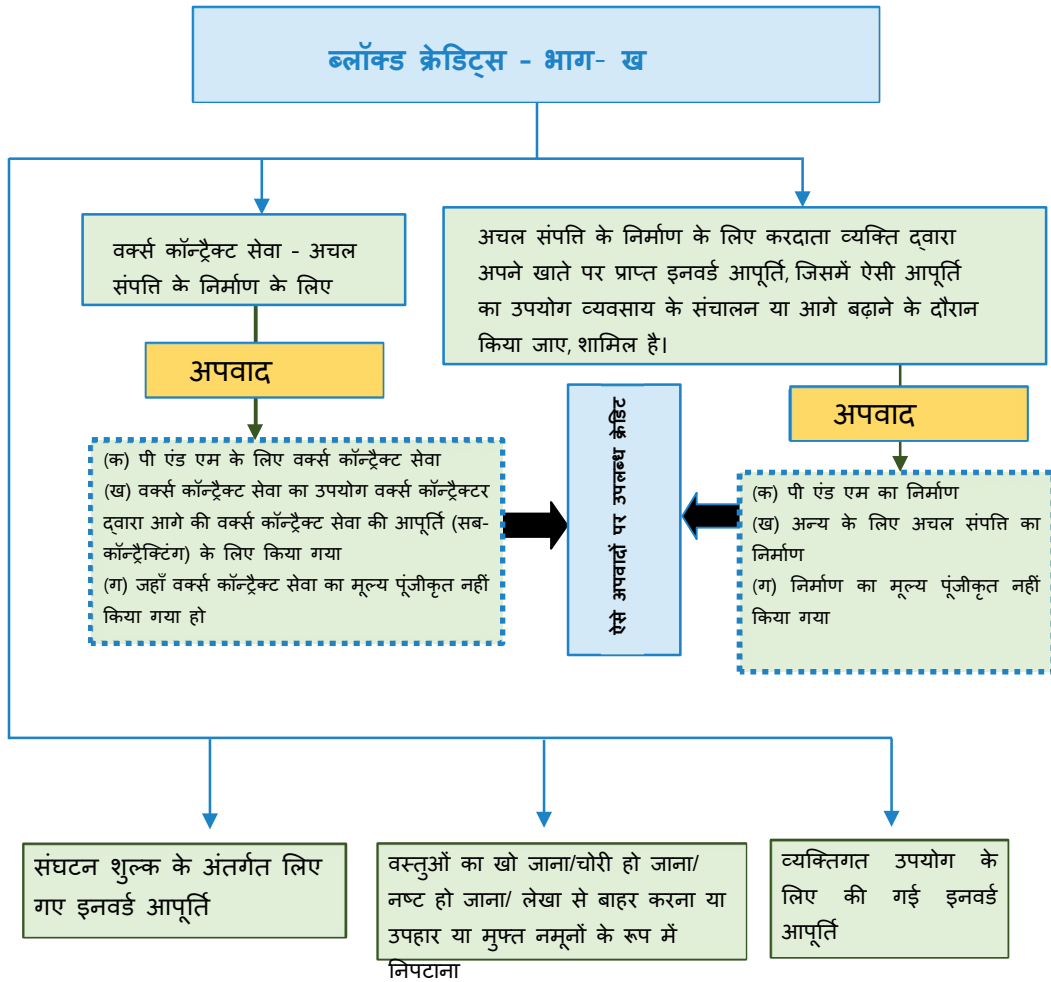 ब्लॉक्ड क्रेडिट्स - भाग- ख
वर्क्स कॉन्ट्रैक्ट सेवा - अचल
संपत्ति के निर्माण के लिए
अचल संपत्ति के निर्माण के लिए करदाता व्यक्ति द्वारा
अपने खाते पर प्राप्त इनवर्ड आपूर्ति, जिसमें ऐसी आपूर्ति
का उपयोग व्यवसाय के संचालन या आगे बढ़ाने के दौरान
किया जाए, शामिल है।
अपवाद
अपवाद
(क) पी एंड एम के लिए वर्क्स कॉन्ट्रैक्ट सेवा
(ख) वर्क्स कॉन्ट्रैक्ट सेवा का उपयोग वर्क्स कॉन्ट्रैक्टर
द्वारा आगे की वर्क्स कॉन्ट्रैक्ट सेवा की आपूर्ति (सब-
कॉन्ट्रैक्टिंग) के लिए किया गया
(ग) जहाँ वर्क्स कॉन्ट्रैक्ट सेवा का मूल्य पूंजीकृत नहीं
किया गया हो
ऐसे अपवादों पर उपलब्ध क्रेडिट
(क) पी एंड एम का निर्माण
(ख) अन्य के लिए अचल संपत्ति का
निर्माण
(ग) निर्माण का मूल्य पूंजीकृत नहीं
किया गया
संघटन शुल्क के अंतर्गत लिए
गए इनवर्ड आपूर्ति
वस्तुओं का खो जाना/चोरी हो जाना/
नष्ट हो जाना/ लेखा से बाहर करना या
उपहार या मुफ्त नमूनों के रूप में
निपटाना
व्यक्तिगत उपयोग के
लिए की गई इनवर्ड
आपूर्ति